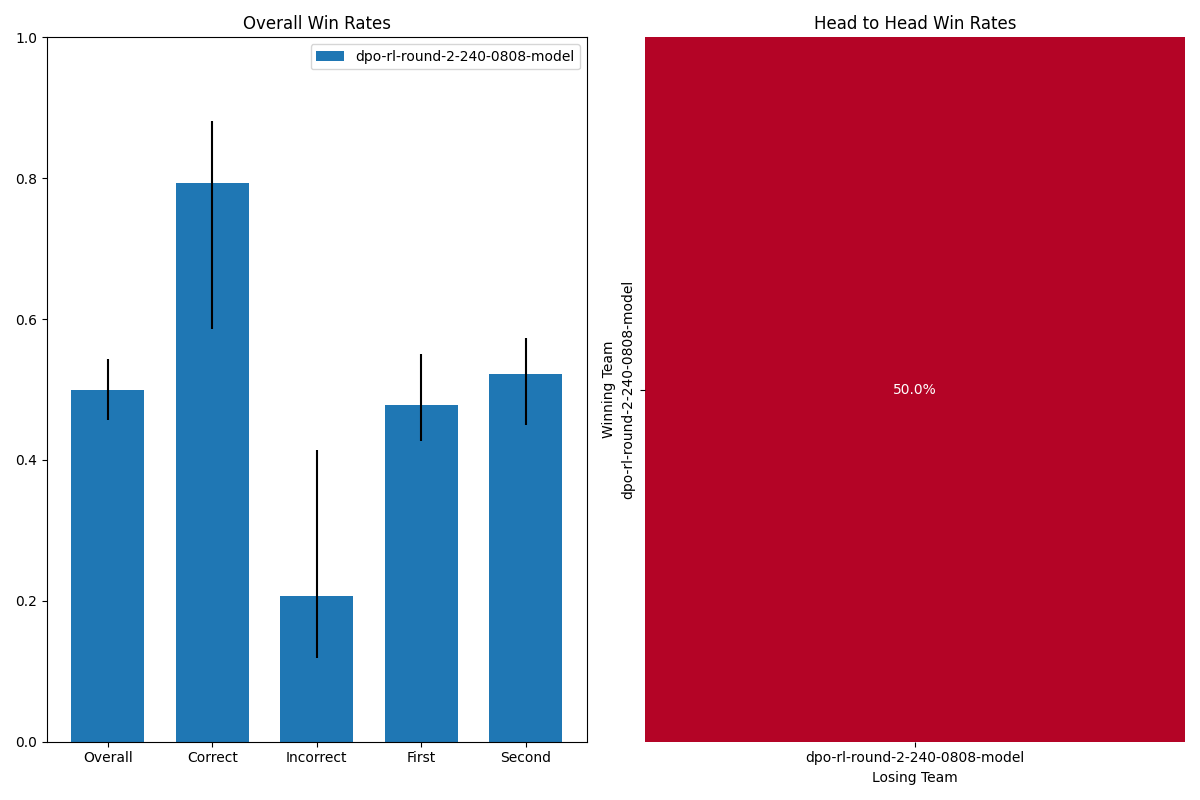 Overall Win Rates
1.0
0.8
0.6
0.4
0.2
0.0
dpo-rl-round-2-240-0808-model
Overall
Correct
Incorrect
First
Second
Head to Head Win Rates
Winning Team
dpo-rl-round-2-240-0808-model
50.0%
dpo-rl-round-2-240-0808-model
Losing Team